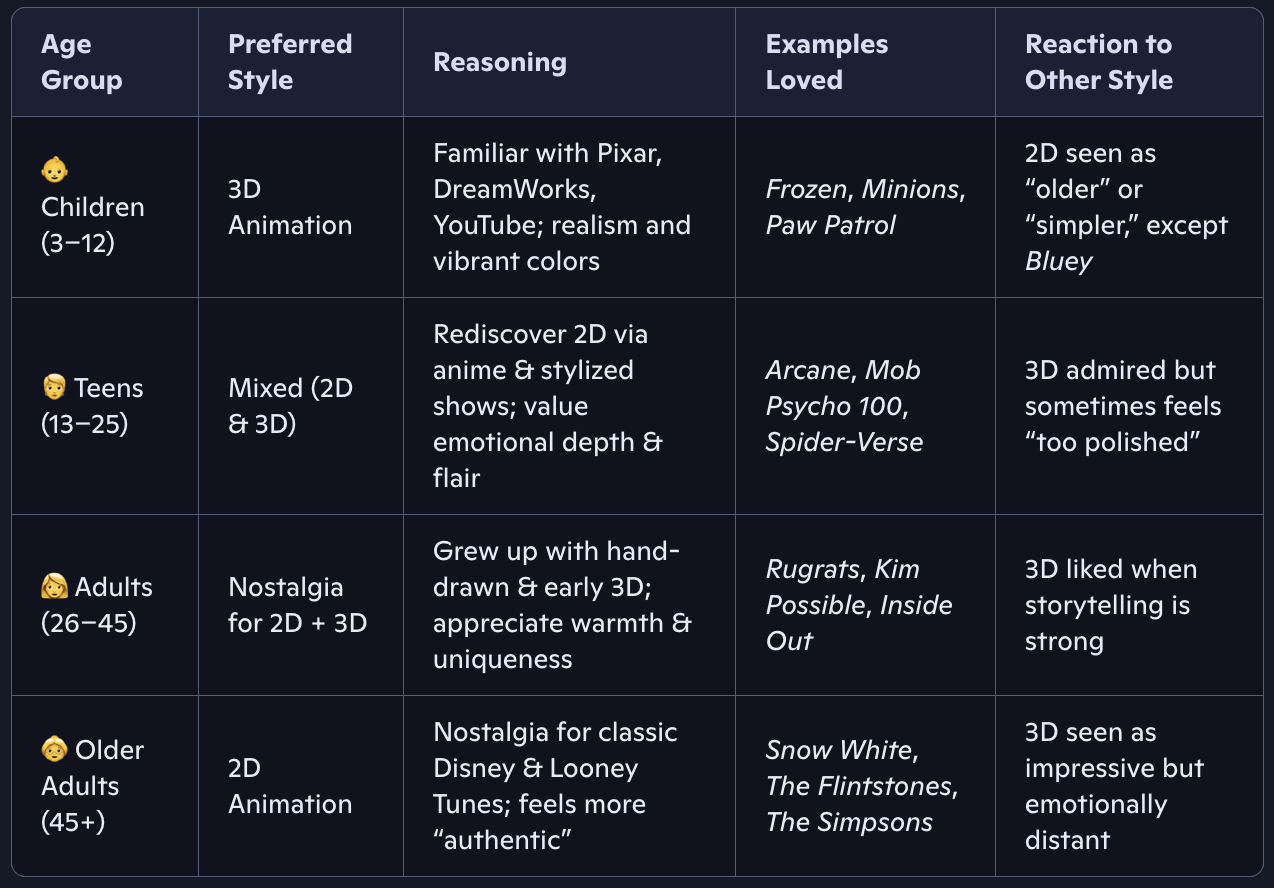 Age
Group
Preferred
Style
Reasoning
Examples
Loved
Reaction to
Other Style
👶
Children
(3–12)
3D
Animation
Familiar with Pixar,
DreamWorks,
YouTube; realism and
vibrant colors
Frozen, Minions,
Paw Patrol
2D seen as
“older” or
“simpler,” except
Bluey
🧑 Teens
(13–25)
Mixed (2D
& 3D)
Rediscover 2D via
anime & stylized
shows; value
emotional depth &
flair
Arcane, Mob
Psycho 100,
Spider-Verse
3D admired but
sometimes feels
“too polished”
👩 Adults
(26–45)
Nostalgia
for 2D + 3D
Grew up with hand-
drawn & early 3D;
appreciate warmth &
uniqueness
Rugrats, Kim
Possible, Inside
Out
3D liked when
storytelling is
strong
👵 Older
Adults
(45+)
2D
Animation
Nostalgia for classic
Disney & Looney
Tunes; feels more
“authentic”
Snow White,
The Flintstones,
The Simpsons
3D seen as
impressive but
emotionally
distant